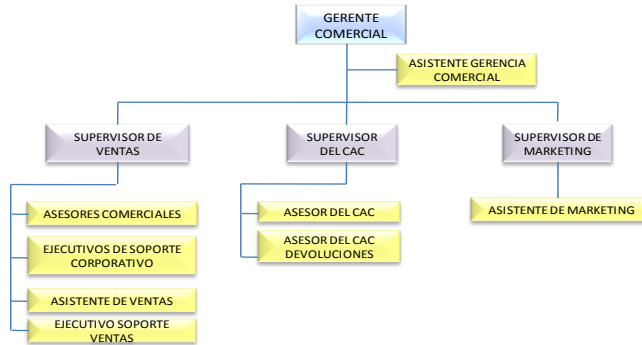 GERENTE
COMERCIAL
ASISTENTE GERENCIA
COMERCIAL
SUPERVISOR DE
VENTAS
SUPERVISOR
DEL CAC
SUPERVISOR DE
MARKETING
ASESORES COMERCIALES
EJECUTIVOS DE SOPORTE
CORPORATIVO
ASISTENTE DE VENTAS
EJECUTIVO SOPORTE
VENTAS
ASESOR DEL CAC
ASESOR DEL CAC
DEVOLUCIONES
ASISTENTE DE MARKETING